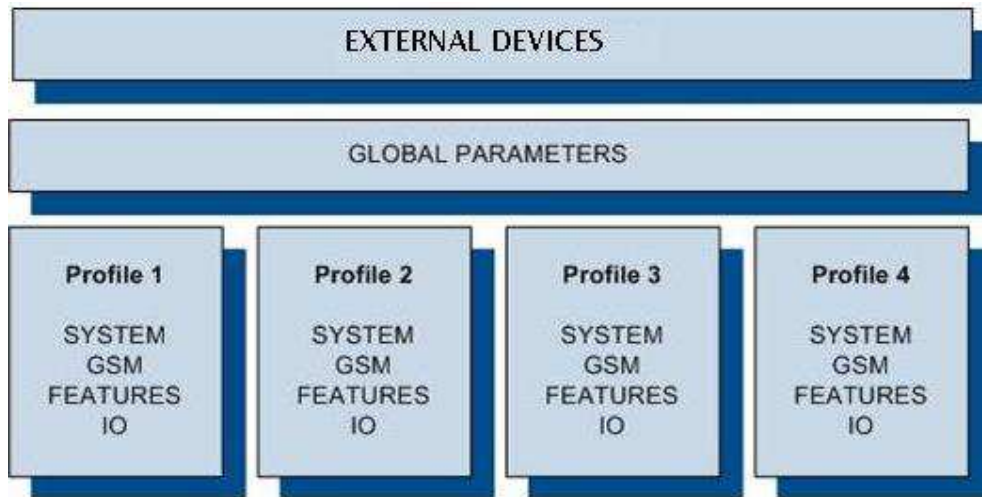 EXTERNAL DEVICES
GLOBAL PARAMETERS
Profile 1
SYSTEM
GSM
FEATURES
IO
Profile 2
SYSTEM
GSM
FEATURES
IO
Profile 3
SYSTEM
GSM
FEATURES
IO
Profile 4
SYSTEM
GSM
FEATURES
IO